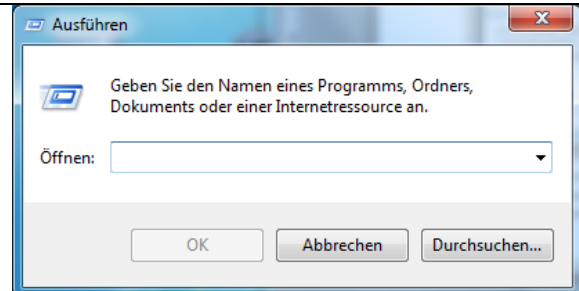 Ausführen
Geben Sie den Namen eines Programms, Ordners,
Dokuments oder einer Internetressource an.
Öffnen:
OK Abbrechen Durchsuchen...